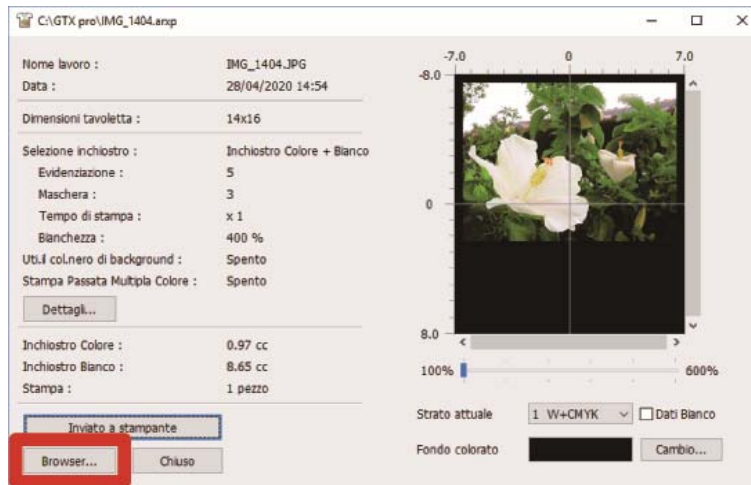 C:\GTX pro\IMG_1404.arxp
Nome lavoro : IMG_1404.JPG
Data : 28/04/2020 14:54
Dimensioni tavoletta : 14x16
Selezione inchiostro : Inchiostro Colore + Bianco
Evidenziazione : 5
Maschera : 3
Tempo di stampa : x 1
Bianchezza : 400 %
Uti.il col.nero di background : Spento
Stampa Passata Multipla Colore : Spento
Dettagli...
Inchiostro Colore : 0.97 cc
Inchiostro Bianco : 8.65 cc
Stampa : 1 pezzo
Inviato a stampante
Browser... Chiuso
-7.0 0 7.0
-8.0
0
8.0
100% 600%
Strato attuale 1 W+CMYK Dati Bianco
Fondo colorato Cambio...